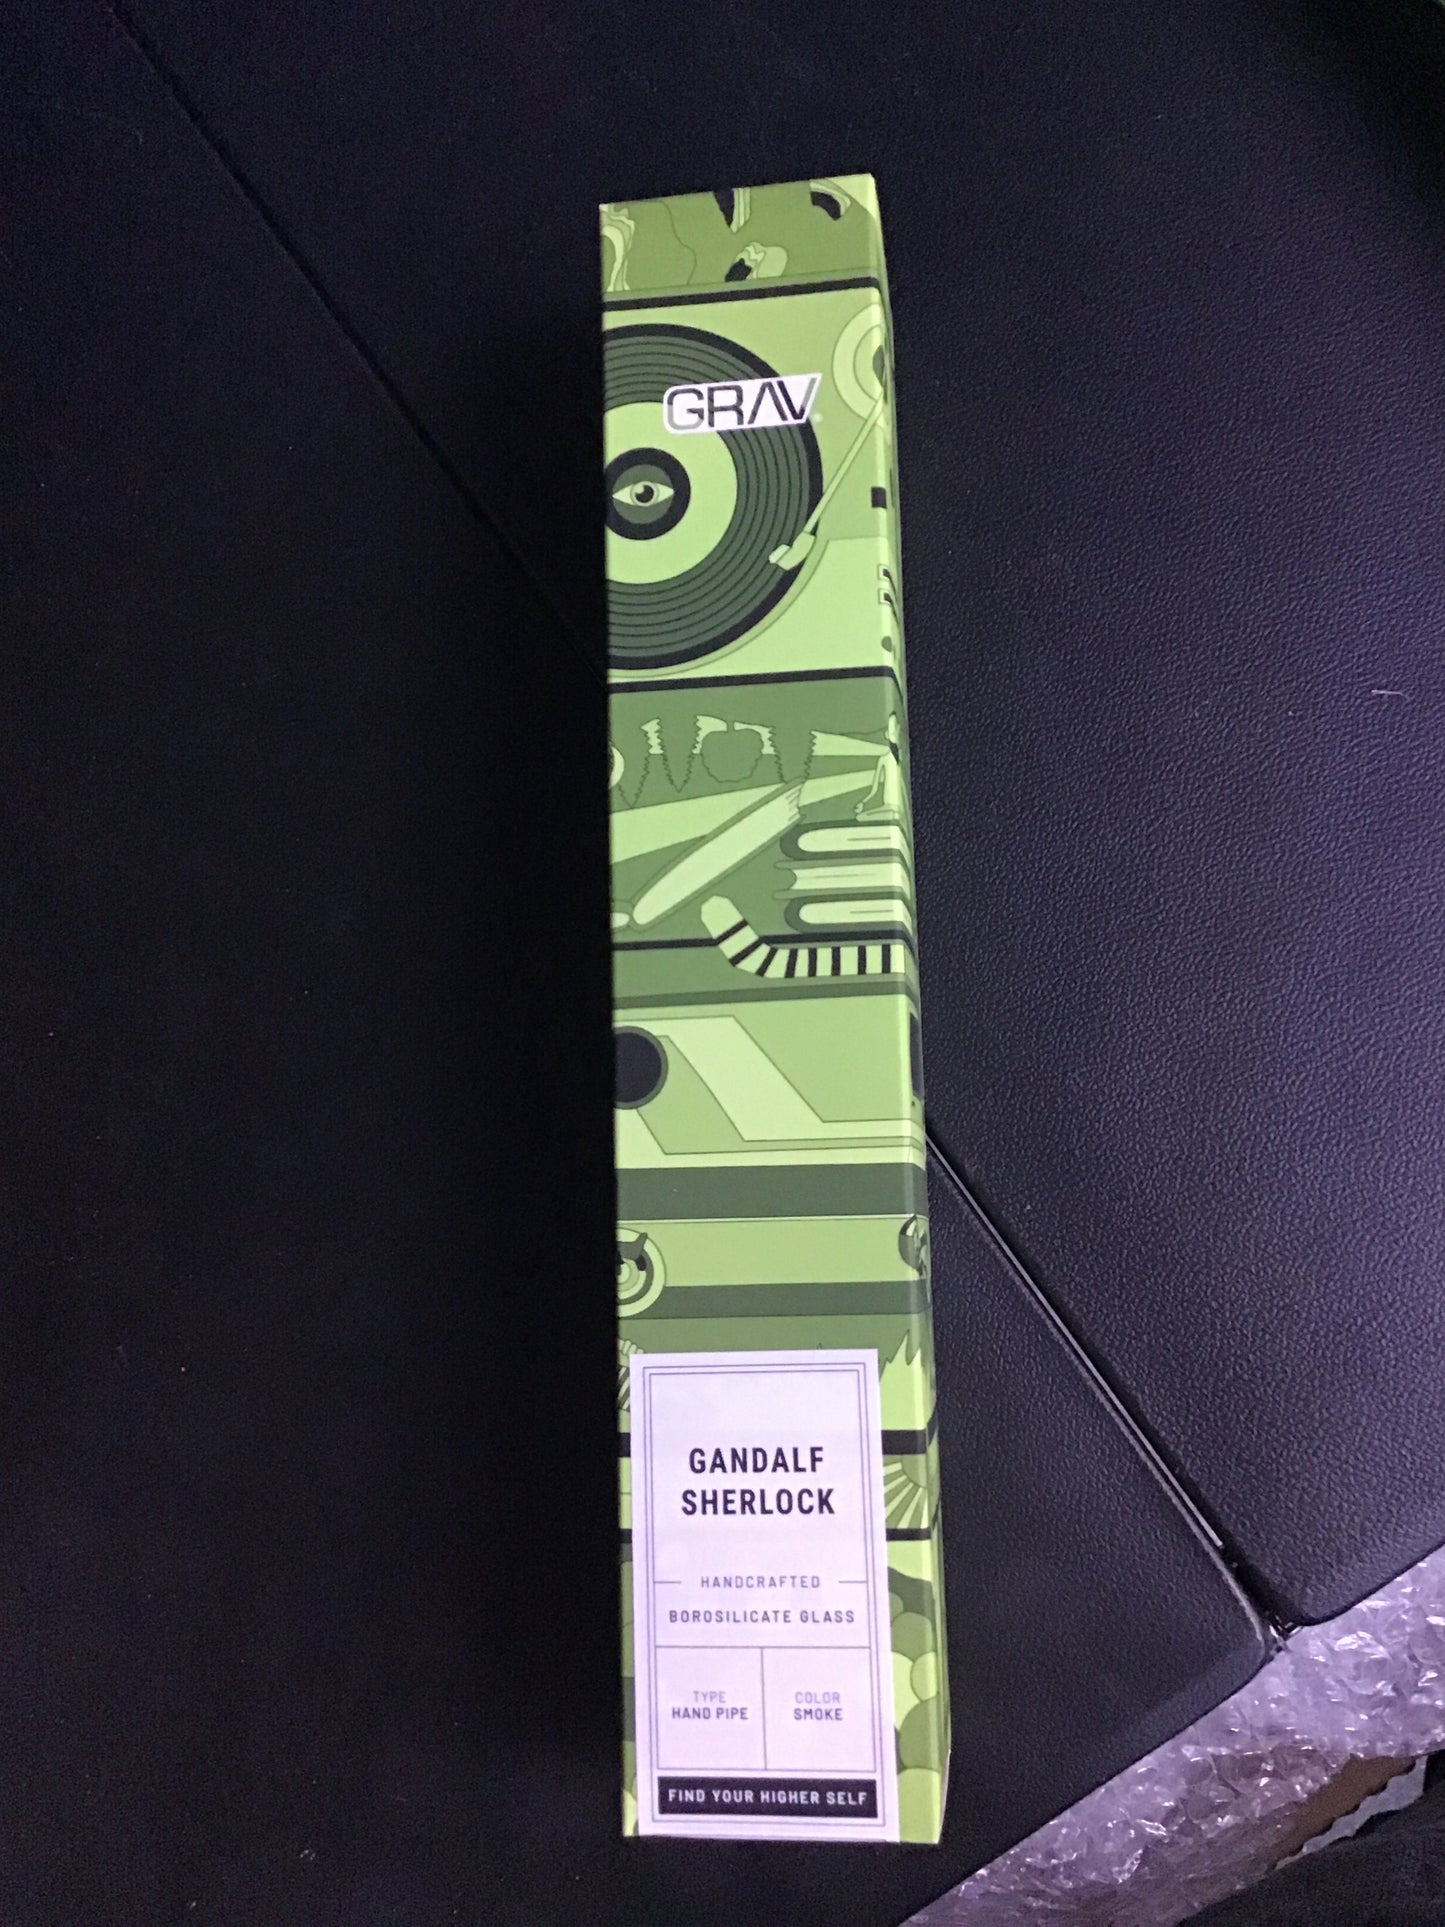 GRAV
GANDALF
SHERLOCK
HANDCRAFTED
BOROSILICATE GLASS
TYPE
HAND PIPE
COLOR
SMOKE
FIND YOUR HIGHER SELF